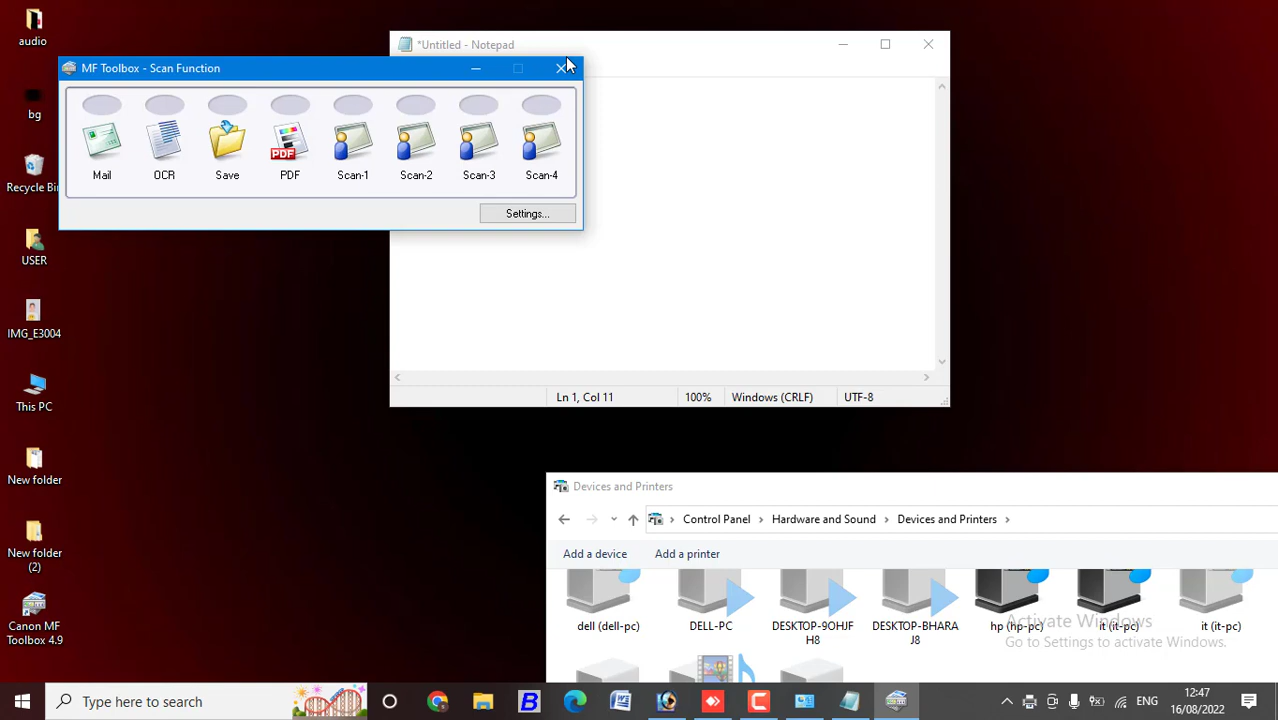 audio
bg
Recycle Bin
USER
IMG_E3004
This PC
New folder
New folder
(2)
Canon MF
Toolbox 4.9
*Untitled - Notepad
MF Toolbox - Scan Function
Mail
OCR
Save
PDF
PDF
Scan-1
Scan-2
Scan-3
Scan-4
Settings...
Ln 1, Col 11
100%
Windows (CRLF)
UTF-8
Devices and Printers
Control Panel
Hardware and Sound
Devices and Printers
Add a device
Add a printer
dell (dell-pc)
DELL-PC
DESKTOP-9OHJF
H8
DESKTOP-BHARA
J8
hp (hp-pc)
it (it-pc)
it (it-pc)
Activate Windows
Go to Settings to activate Windows.
Type here to search
ENG
12:47
16/08/2022